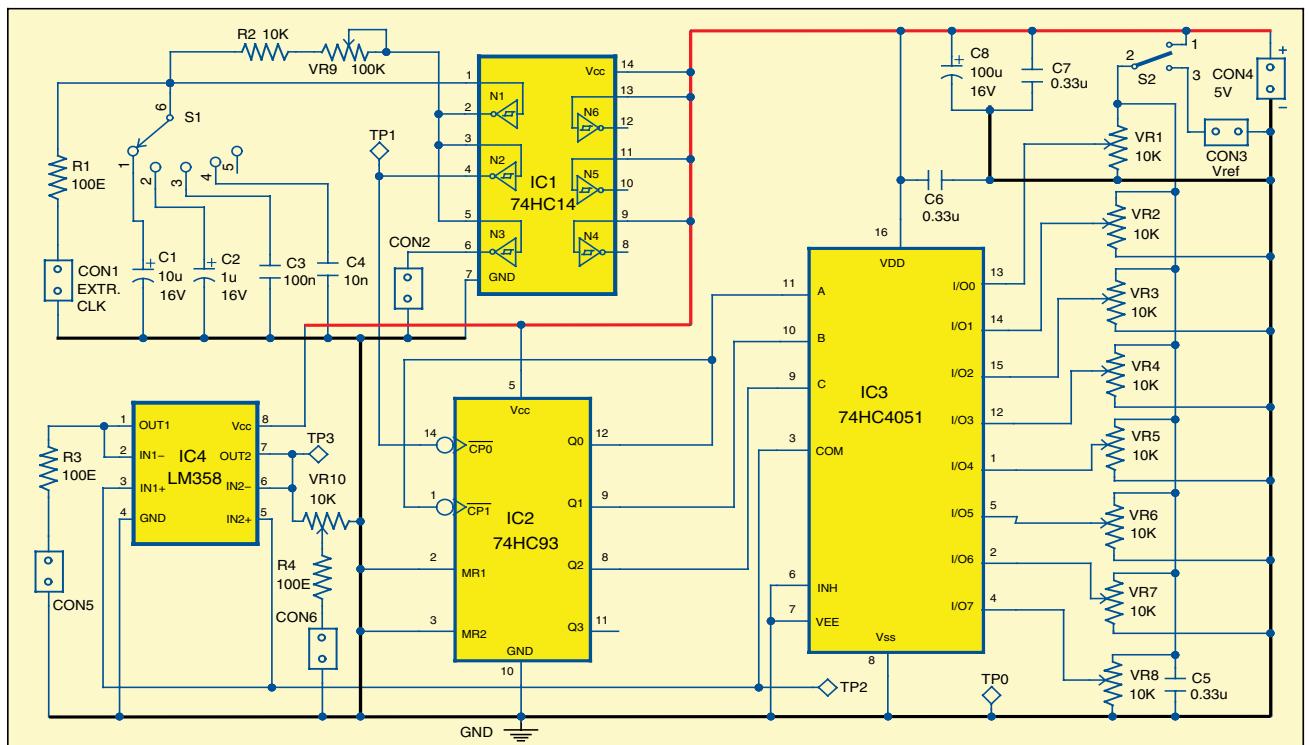 R2 10K
VR9
100K
6
S1
1
2
3
4
5
R1
100E
CON1
EXTR.
CLK
C1
10u
16V
C2
1u
16V
C3
100n
C4
10n
TP1
CON2
1
2
3
4
5
6
7
N1
N2
N3
GND
IC1
74HC14
Vcc
N6
N5
N4
14
13
12
11
10
9
8
C8
100u
16V
C7
0.33u
C6
0.33u
1
2
3
S2
CON4
5V
+
−
CON3
Vref
VR1
10K
VR2
10K
VR3
10K
VR4
10K
VR5
10K
VR6
10K
VR7
10K
VR8
10K
C5
0.33u
16
VDD
11
A
10
B
9
C
3
COM
6
INH
7
VEE
Vss
8
IC3
74HC4051
I/O0
13
I/O1
14
I/O2
15
I/O3
12
I/O4
1
I/O5
5
I/O6
2
I/O7
4
5
Vcc
14
CP0
1
CP1
2
MR1
3
MR2
GND
10
IC2
74HC93
Q0
12
Q1
9
Q2
8
Q3
11
1
OUT1
2
IN1−
3
IN1+
4
GND
IC4
LM358
Vcc
8
OUT2
7
IN2−
6
IN2+
5
R3
100E
CON5
TP3
VR10
10K
R4
100E
CON6
TP2
TP0
GND